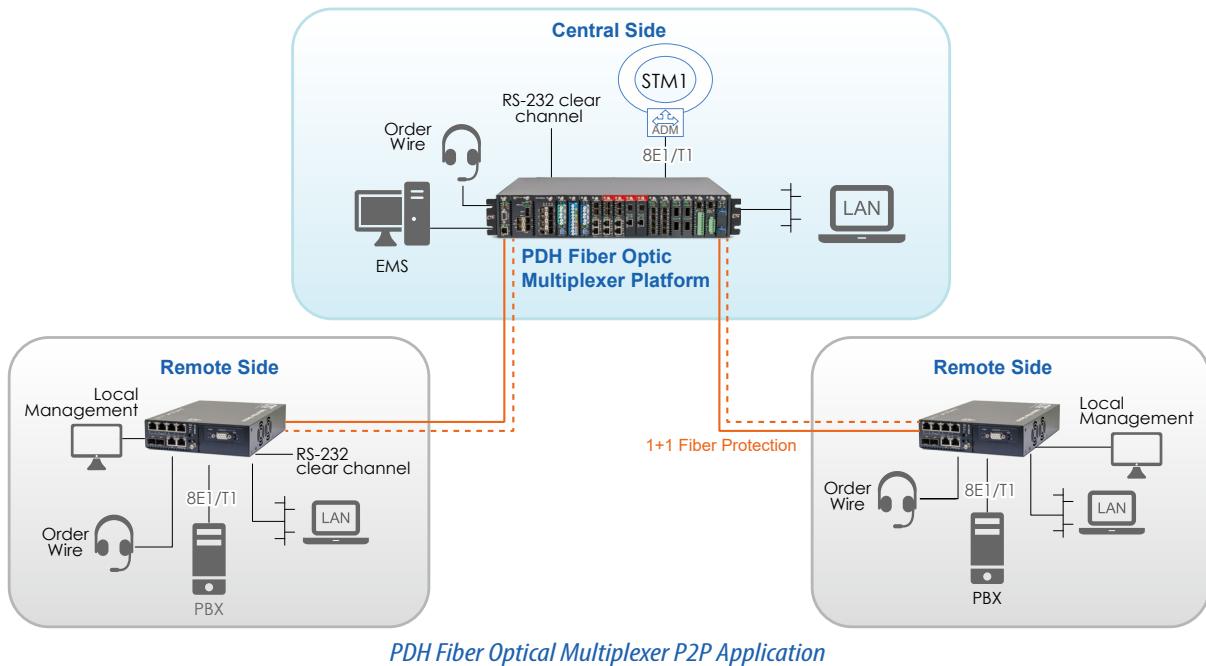 Central Side
STM1
ADM
8E1/T1
RS-232 clear
channel
Order
Wire
EMS
LAN
PDH Fiber Optic
Multiplexer Platform
Remote Side
Local
Management
RS-232
clear channel
8E1/T1
LAN
Order
Wire
PBX
1+1 Fiber Protection
Remote Side
Local
Management
Order
Wire
8E1/T1
LAN
PBX
PDH Fiber Optical Multiplexer P2P Application